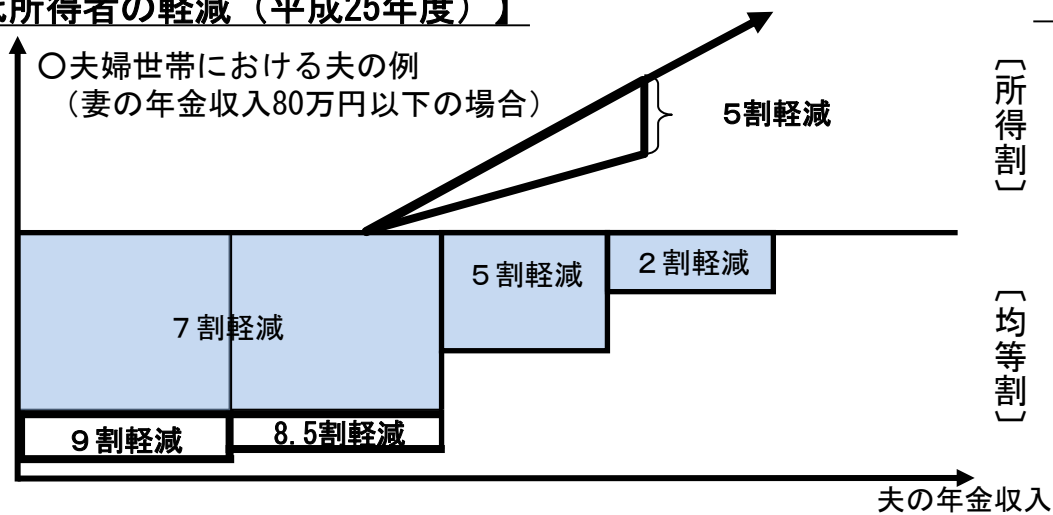 所得者の軽減（平成25年度）】
〇夫婦世帯における夫の例
（妻の年金収入80万円以下の場合）
5割軽減
〔所得割〕
７割軽減
５割軽減
２割軽減
９割軽減
8.5割軽減
〔均等割〕
夫の年金収入